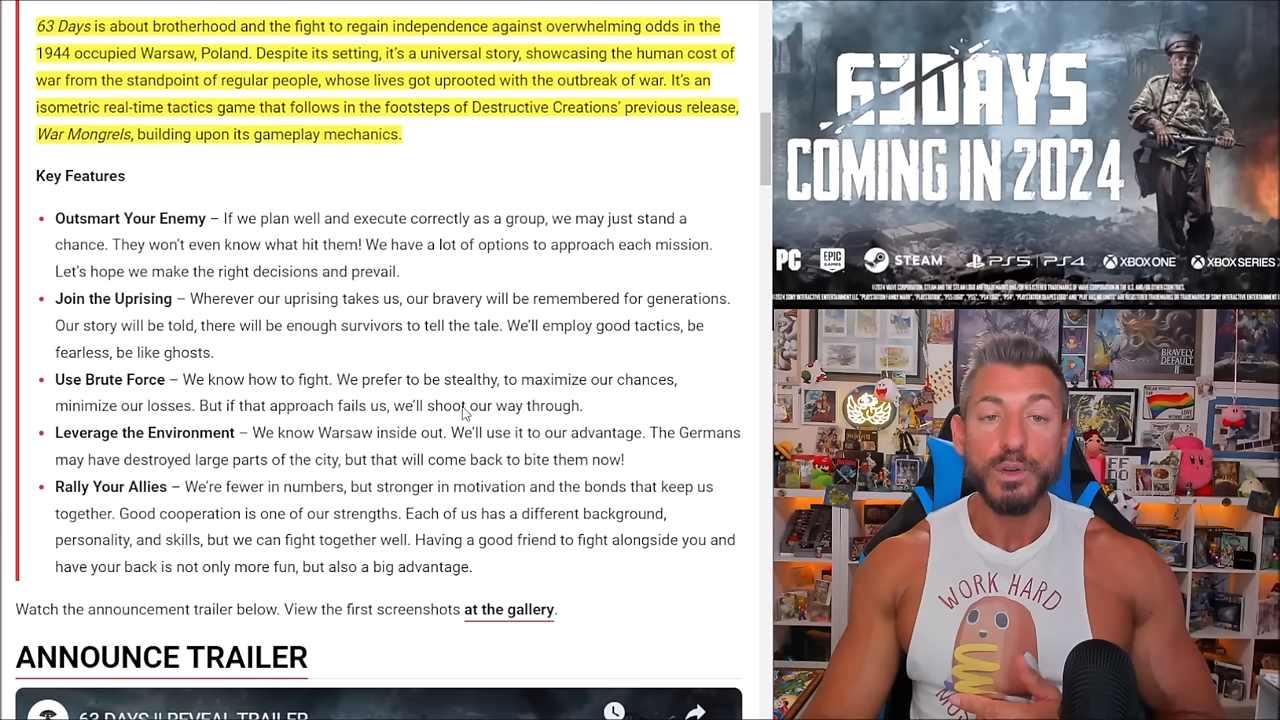 63 Days is about brotherhood and the fight to regain independence against overwhelming odds in the
1944 occupied Warsaw, Poland. Despite its setting, it's a universal story, showcasing the human cost of
war from the standpoint of regular people, whose lives got uprooted with the outbreak of war. It's an
isometric real-time tactics game that follows in the footsteps of Destructive Creations' previous release,
War Mongrels, building upon its gameplay mechanics.
Key Features
• Outsmart Your Enemy – If we plan well and execute correctly as a group, we may just stand a
chance. They won't even know what hit them! We have a lot of options to approach each mission.
Let's hope we make the right decisions and prevail.
• Join the Uprising – Wherever our uprising takes us, our bravery will be remembered for generations.
Our story will be told, there will be enough survivors to tell the tale. We'll employ good tactics, be
fearless, be like ghosts.
• Use Brute Force – We know how to fight. We prefer to be stealthy, to maximize our chances,
minimize our losses. But if that approach fails us, we'll shoot our way through.
• Leverage the Environment – We know Warsaw inside out. We'll use it to our advantage. The Germans
may have destroyed large parts of the city, but that will come back to bite them now!
• Rally Your Allies – We're fewer in numbers, but stronger in motivation and the bonds that keep us
together. Good cooperation is one of our strengths. Each of us has a different background,
personality, and skills, but we can fight together well. Having a good friend to fight alongside you and
have your back is not only more fun, but also a big advantage.
Watch the announcement trailer below. View the first screenshots at the gallery.
ANNOUNCE TRAILER
63 DAYS || REVEAL TRAILER
63DAYS
COMING IN 2024
PC EPIC GAMES STEAM PS5 PS4 XBOX ONE XBOX SERIES
BRAVELY
DEFAULT
II
WORK HARD